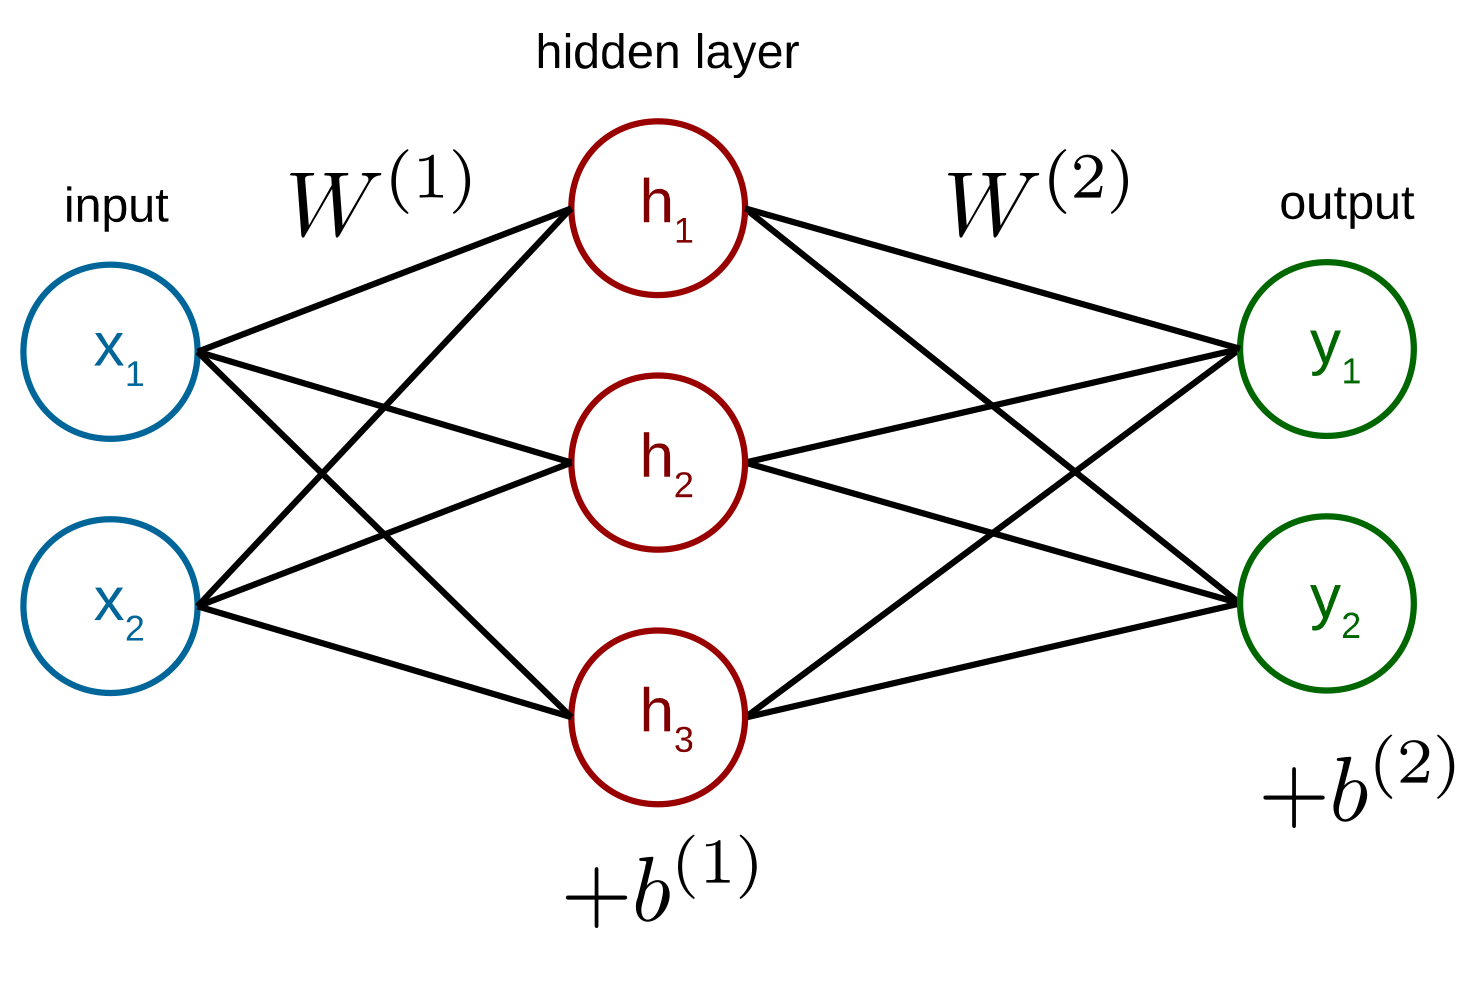 hidden layer
input
W^(1)
W^(2)
output
x_1
x_2
h_1
h_2
h_3
y_1
y_2
+b^(1)
+b^(2)